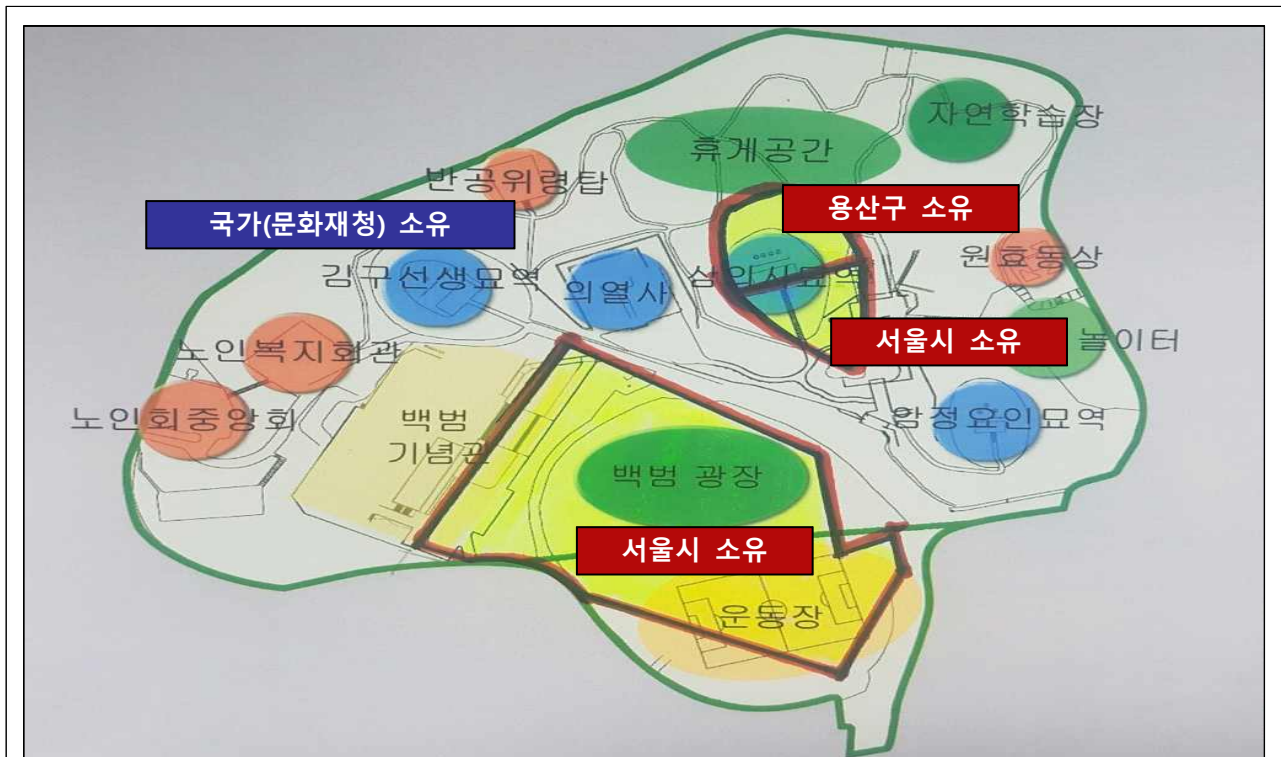 자연학습장
휴게공간
반공위령탑
용산구 소유
국가(문화재청) 소유
원효동상
김구선생묘역
의열사
삼의사묘역
서울시 소유
놀이터
노인복지회관
노인회중앙회
백범
기념관
임정요인묘역
백범 광장
서울시 소유
운동장